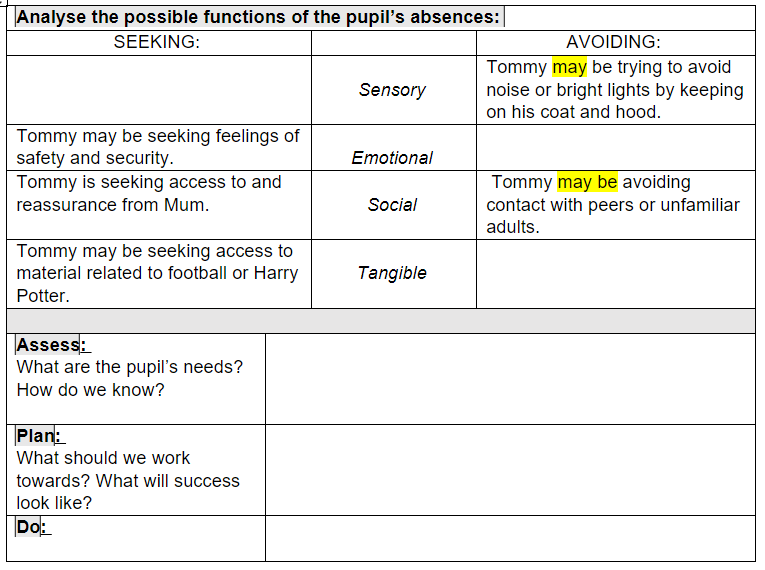 Analyse the possible functions of the pupil's absences:
SEEKING:
AVOIDING:
Sensory
Tommy may be trying to avoid
noise or bright lights by keeping
on his coat and hood.
Tommy may be seeking feelings of
safety and security.
Emotional
Tommy is seeking access to and
reassurance from Mum.
Social
Tommy may be avoiding
contact with peers or unfamiliar
adults.
Tommy may be seeking access to
material related to football or Harry
Potter.
Tangible
Assess:
What are the pupil's needs?
How do we know?
Plan:
What should we work
towards? What will success
look like?
Do: